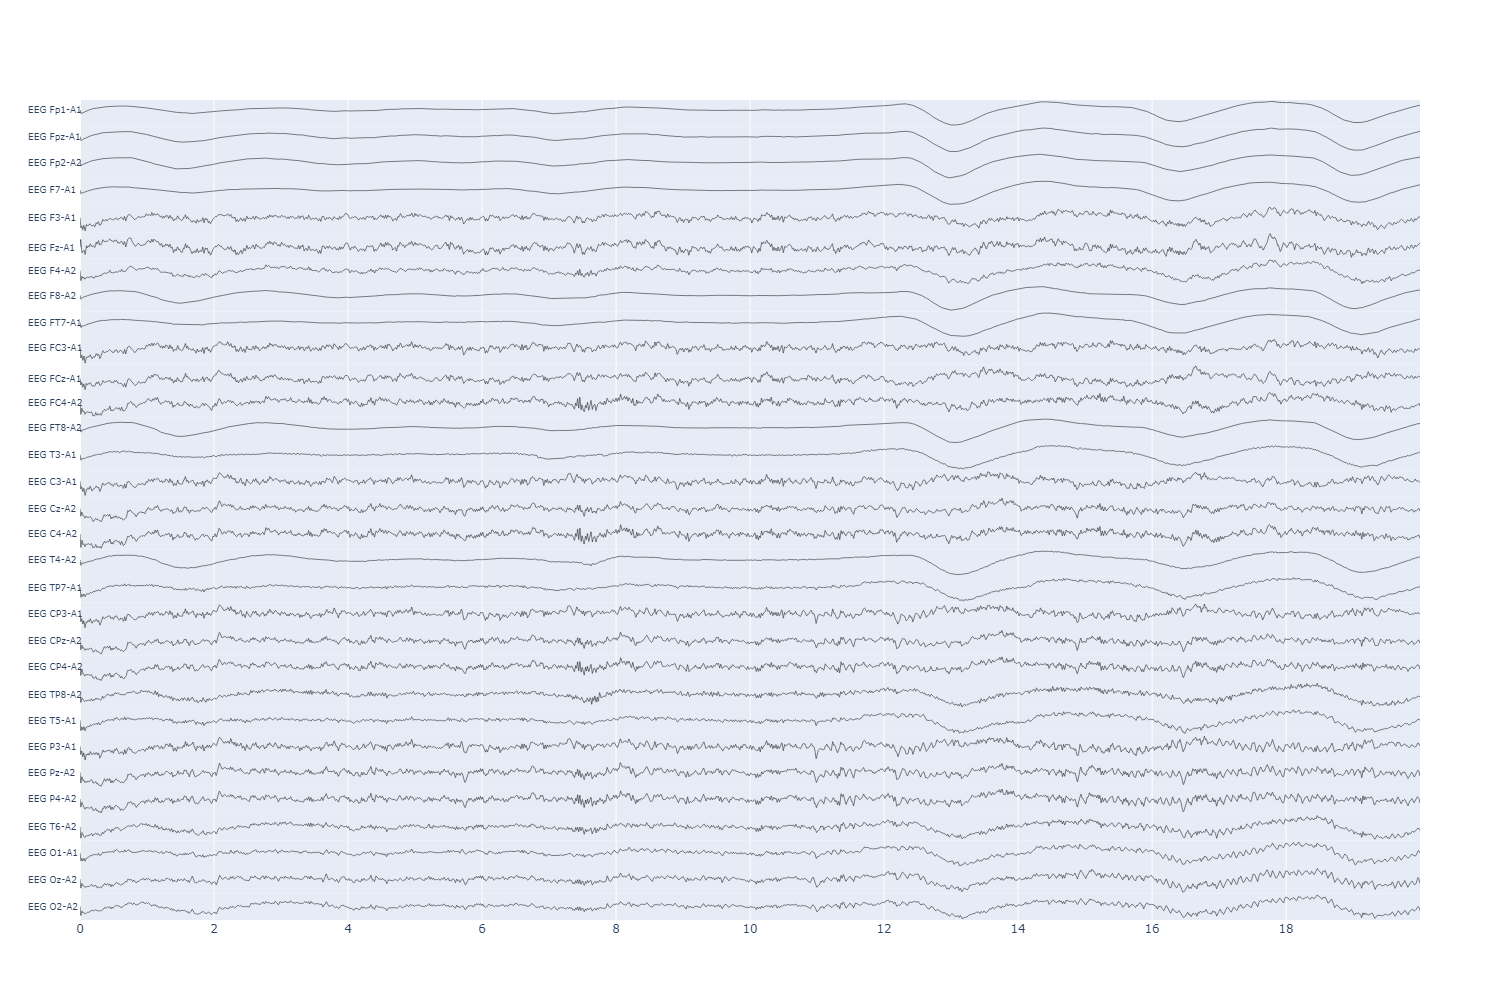 EEG Fp1-A1
EEG Fpz-A1
EEG Fp2-A2
EEG F7-A1
EEG F3-A1
EEG Fz-A1
EEG F4-A2
EEG F8-A2
EEG FT7-A1
EEG FC3-A1
EEG FCz-A1
EEG FC4-A2
EEG FT8-A2
EEG T3-A1
EEG C3-A1
EEG Cz-A2
EEG C4-A2
EEG T4-A2
EEG TP7-A1
EEG CP3-A1
EEG CPz-A2
EEG CP4-A2
EEG TP8-A2
EEG T5-A1
EEG P3-A1
EEG Pz-A2
EEG P4-A2
EEG T6-A2
EEG O1-A1
EEG Oz-A2
EEG O2-A2
0 2 4 6 8 10 12 14 16 18